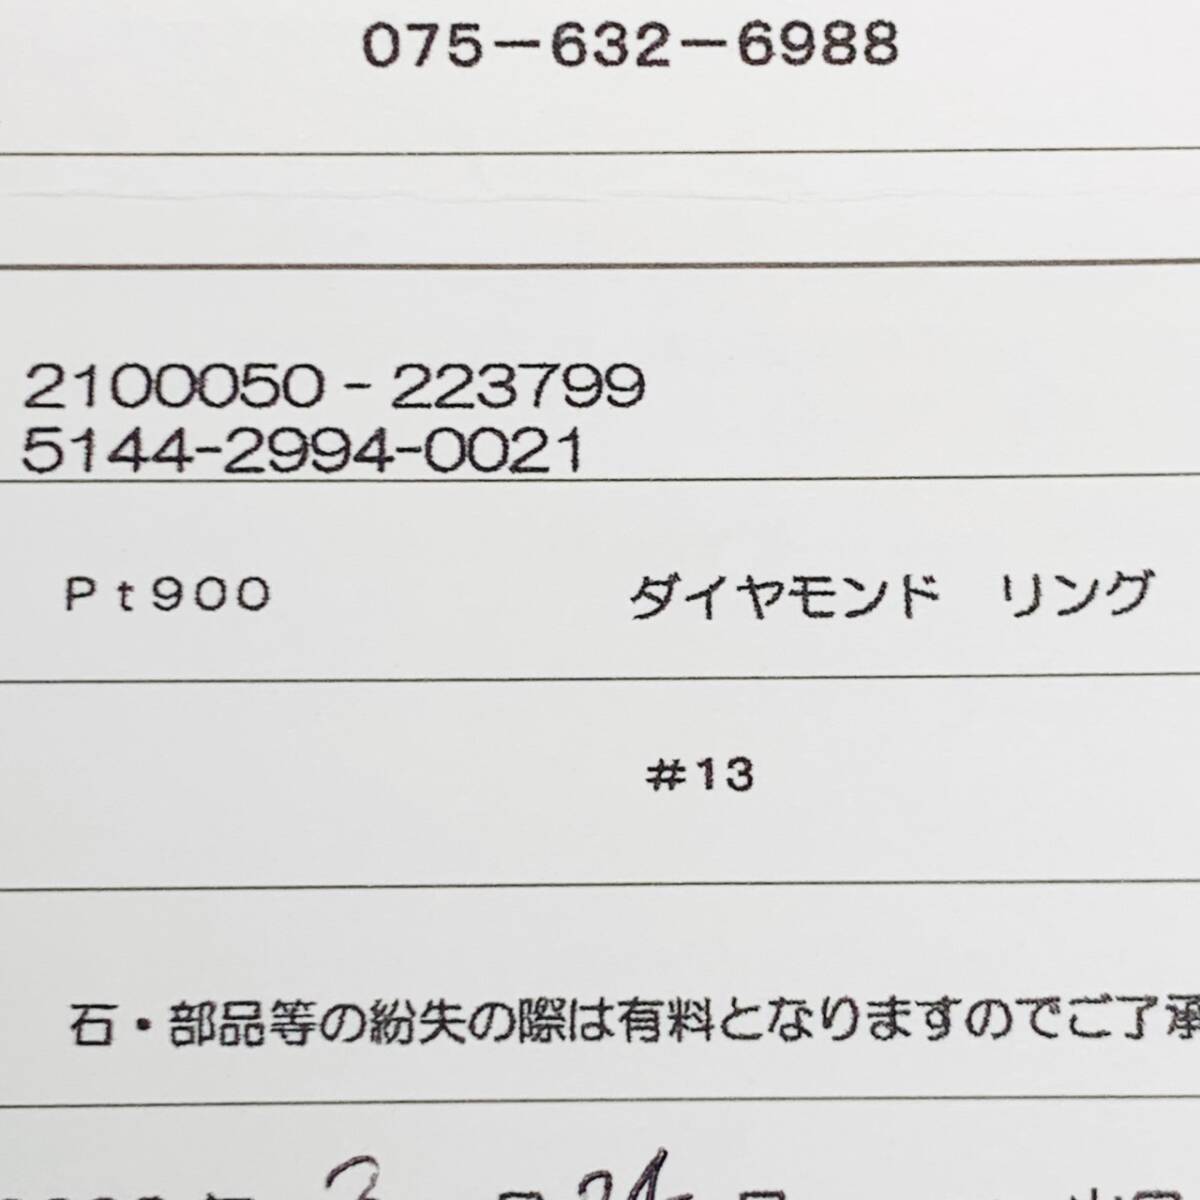 075-632-6988
2100050-223799
5144-2994-0021
Pt900 ダイヤモンド リング
#13
石・部品等の紛失の際は有料となりますのでご了承